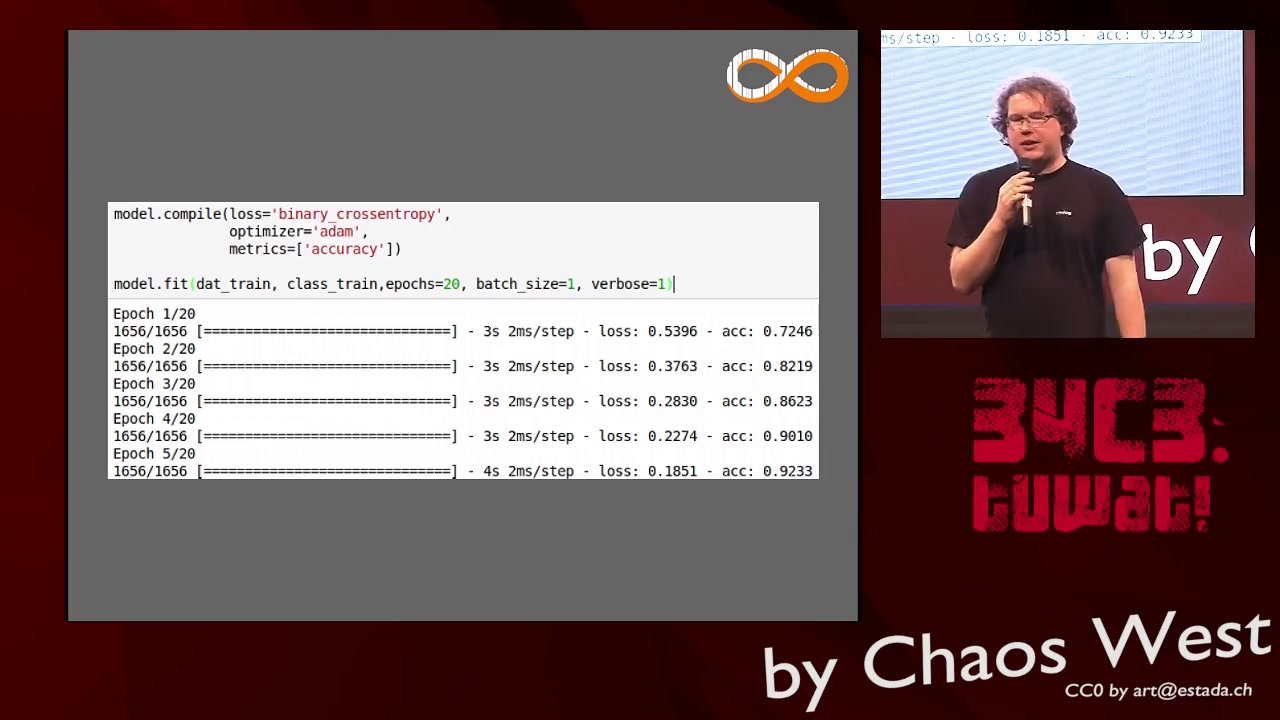 model.compile(loss='binary_crossentropy',
optimizer='adam',
metrics=['accuracy'])
model.fit(dat_train, class_train,epochs=20, batch_size=1, verbose=1)
Epoch 1/20
1656/1656 [==============================] - 3s 2ms/step - loss: 0.5396 - acc: 0.7246
Epoch 2/20
1656/1656 [==============================] - 3s 2ms/step - loss: 0.3763 - acc: 0.8219
Epoch 3/20
1656/1656 [==============================] - 3s 2ms/step - loss: 0.2830 - acc: 0.8623
Epoch 4/20
1656/1656 [==============================] - 3s 2ms/step - loss: 0.2274 - acc: 0.9010
Epoch 5/20
1656/1656 [==============================] - 4s 2ms/step - loss: 0.1851 - acc: 0.9233
ms/step - loss: 0.1851 - acc: 0.9233
by
34C3:
tuwat!
by Chaos West
CC0 by art@estada.ch